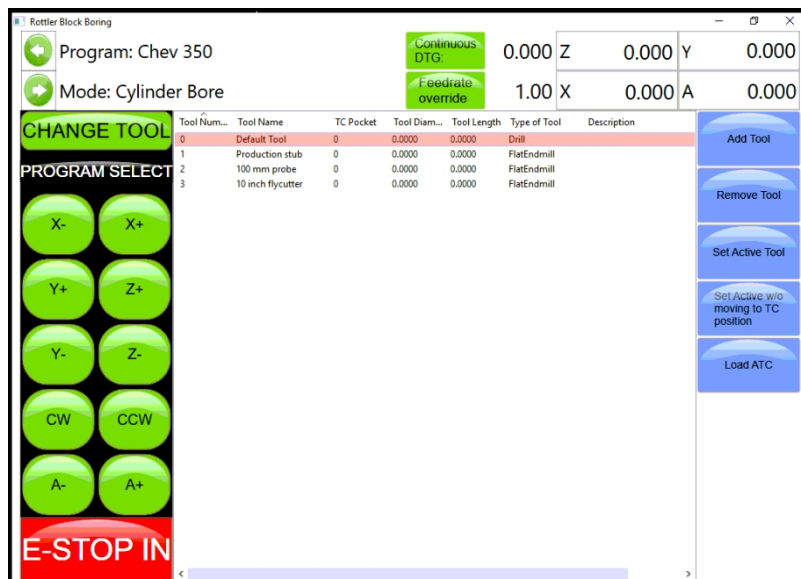 Rottler Block Boring
Program: Chev 350
Continuous
DTG:
0.000 Z 0.000 Y 0.000
Mode: Cylinder Bore
Feedrate
override
1.00 X 0.000 A 0.000
CHANGE TOOL
PROGRAM SELECT
X- X+
Y+ Z+
Y- Z-
CW CCW
A- A+
E-STOP IN
Tool Num... Tool Name TC Pocket Tool Diam... Tool Length Type of Tool Description
0 Default Tool 0 0.0000 0.0000 Drill
1 Production stub 0 0.0000 0.0000 FlatEndmill
2 100 mm probe 0 0.0000 0.0000 FlatEndmill
3 10 inch flycutter 0 0.0000 0.0000 FlatEndmill
Add Tool
Remove Tool
Set Active Tool
Set Active w/o
moving to TC
position
Load ATC